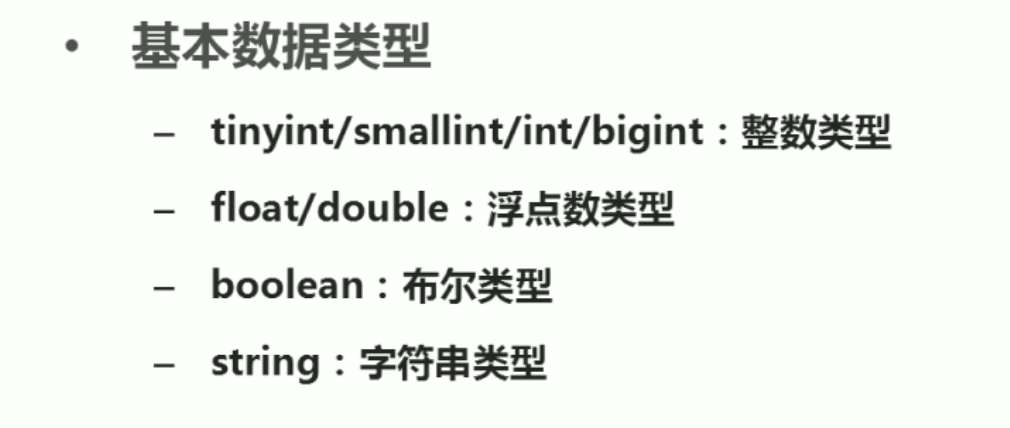 • 基本数据类型
– tinyint/smallint/int/bigint：整数类型
– float/double：浮点数类型
– boolean：布尔类型
– string：字符串类型